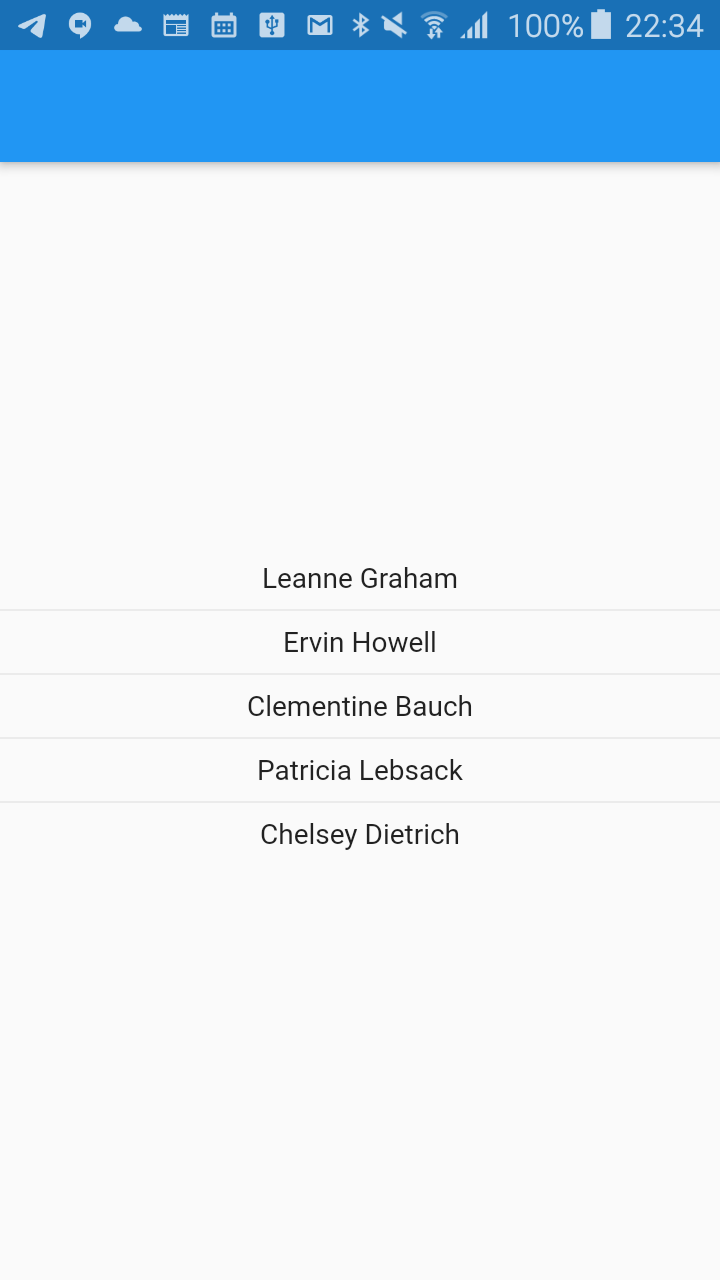 100% 22:34
Leanne Graham
Ervin Howell
Clementine Bauch
Patricia Lebsack
Chelsey Dietrich